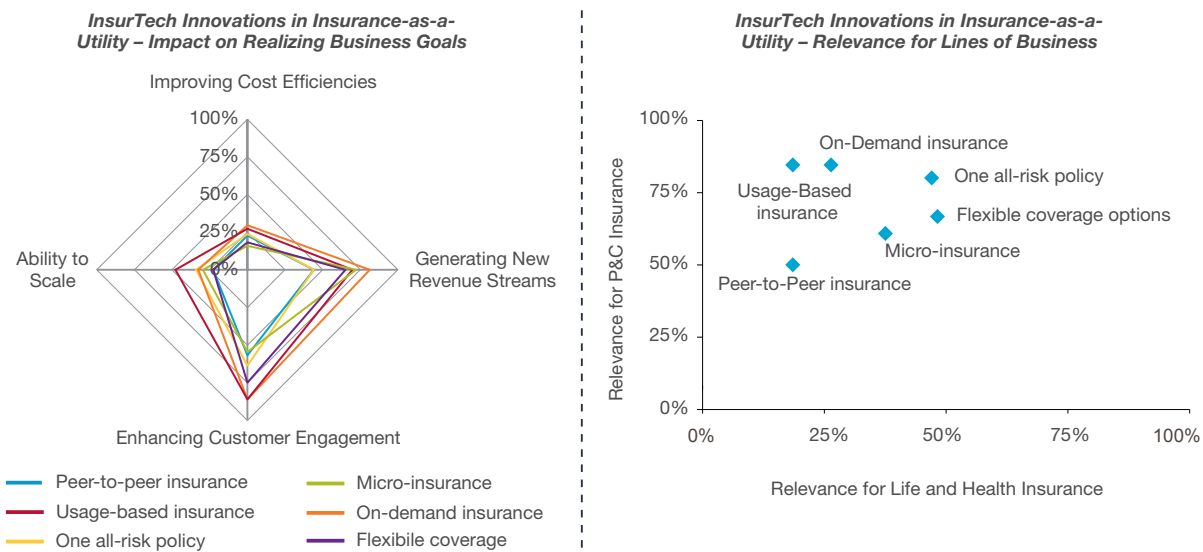 InsurTech Innovations in Insurance-as-a-
Utility – Impact on Realizing Business Goals
Improving Cost Efficiencies
100%
75%
50%
25%
0%
Ability to
Scale
Generating New
Revenue Streams
Enhancing Customer Engagement
Peer-to-peer insurance
Micro-insurance
Usage-based insurance
On-demand insurance
One all-risk policy
Flexibile coverage
InsurTech Innovations in Insurance-as-a-
Utility – Relevance for Lines of Business
Relevance for P&C Insurance
100%
75%
50%
25%
0%
On-Demand insurance
Usage-Based
insurance
One all-risk policy
Flexible coverage options
Micro-insurance
Peer-to-Peer insurance
0%
25%
50%
75%
100%
Relevance for Life and Health Insurance